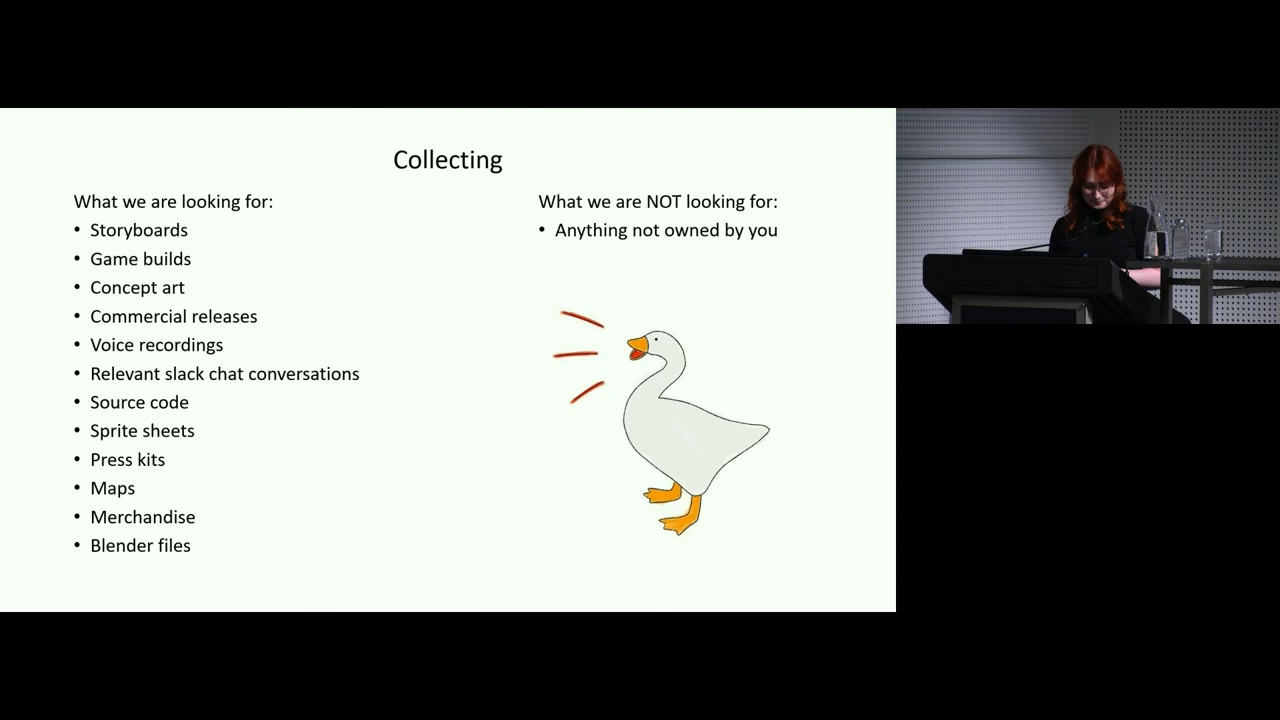 Collecting
What we are looking for:
• Storyboards
• Game builds
• Concept art
• Commercial releases
• Voice recordings
• Relevant slack chat conversations
• Source code
• Sprite sheets
• Press kits
• Maps
• Merchandise
• Blender files
What we are NOT looking for:
• Anything not owned by you